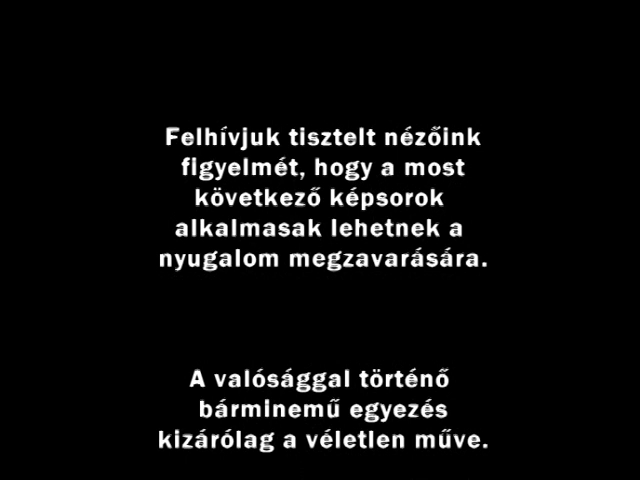 Felhívjuk tisztelt nézőink
figyelmét, hogy a most
következő képsorok
alkalmasak lehetnek a
nyugalom megzavarására.
A valósággal történő
bárminemű egyezés
kizárólag a véletlen műve.